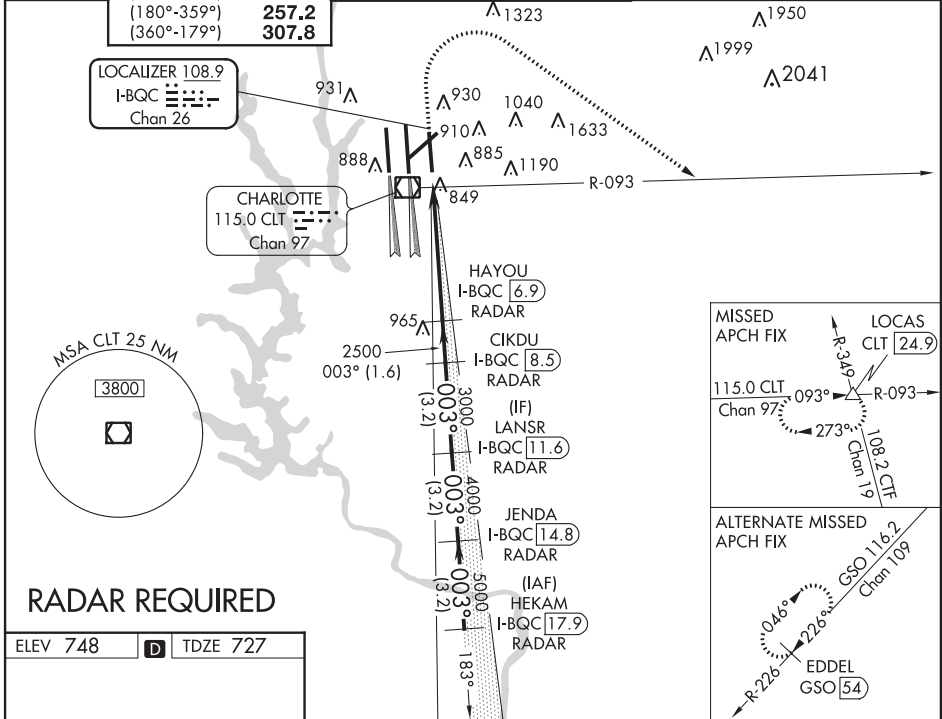 (180°-359°) 257.2
(360°-179°) 307.8
1323
1950
1999
2041
LOCALIZER 108.9
I-BQC
Chan 26
931
930
1040
910
1633
888
885
1190
R-093
849
CHARLOTTE
115.0 CLT
Chan 97
HAYOU
I-BQC 6.9
RADAR
965
2500
003° (1.6)
CIKDU
I-BQC 8.5
RADAR
3000
003°
(3.2)
(IF)
LANSR
I-BQC 11.6
RADAR
4000
003°
(3.2)
JENDA
I-BQC 14.8
RADAR
5000
003°
(3.2)
(IAF)
HEKAM
I-BQC 17.9
RADAR
183°
MSA CLT 25 NM
3800
MISSED
APCH FIX
LOCAS
CLT 24.9
R-349
115.0 CLT
Chan 97
093°
R-093
273°
108.2 CTF
Chan 19
ALTERNATE MISSED
APCH FIX
GSO 116.2
Chan 109
046°
226°
R-226
EDDEL
GSO 54
RADAR REQUIRED
ELEV 748 D TDZE 727